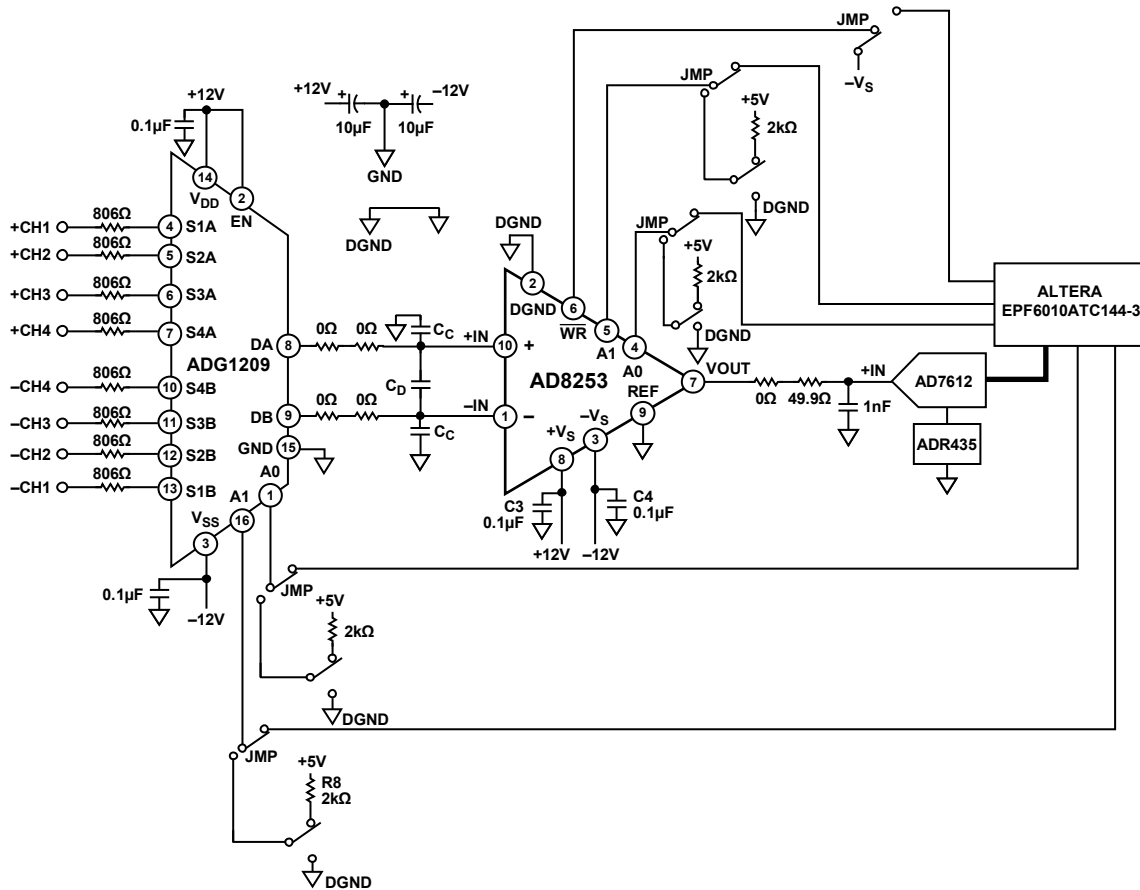 JMP
–VS
JMP
+5V
2kΩ
DGND
+12V
0.1µF
+12V
–12V
+
+
10µF
10µF
GND
DGND
14
VDD
2
EN
+CH1
806Ω
4
S1A
+CH2
806Ω
5
S2A
+CH3
806Ω
6
S3A
+CH4
806Ω
7
S4A
–CH4
806Ω
10
S4B
–CH3
806Ω
11
S3B
–CH2
806Ω
12
S2B
–CH1
806Ω
13
S1B
ADG1209
DA
8
DB
9
GND
15
A0
1
A1
16
VSS
3
0.1µF
–12V
0Ω
0Ω
0Ω
0Ω
CC
CD
CC
+IN
10
+
–IN
1
–
DGND
2
DGND
6
WR
5
A1
4
A0
AD8253
7
VOUT
REF
9
–VS
3
+VS
8
C3
0.1µF
+12V
–12V
C4
0.1µF
JMP
+5V
2kΩ
DGND
0Ω
49.9Ω
+IN
1nF
AD7612
ADR435
ALTERA
EPF6010ATC144-3
JMP
+5V
2kΩ
DGND
JMP
+5V
R8
2kΩ
DGND